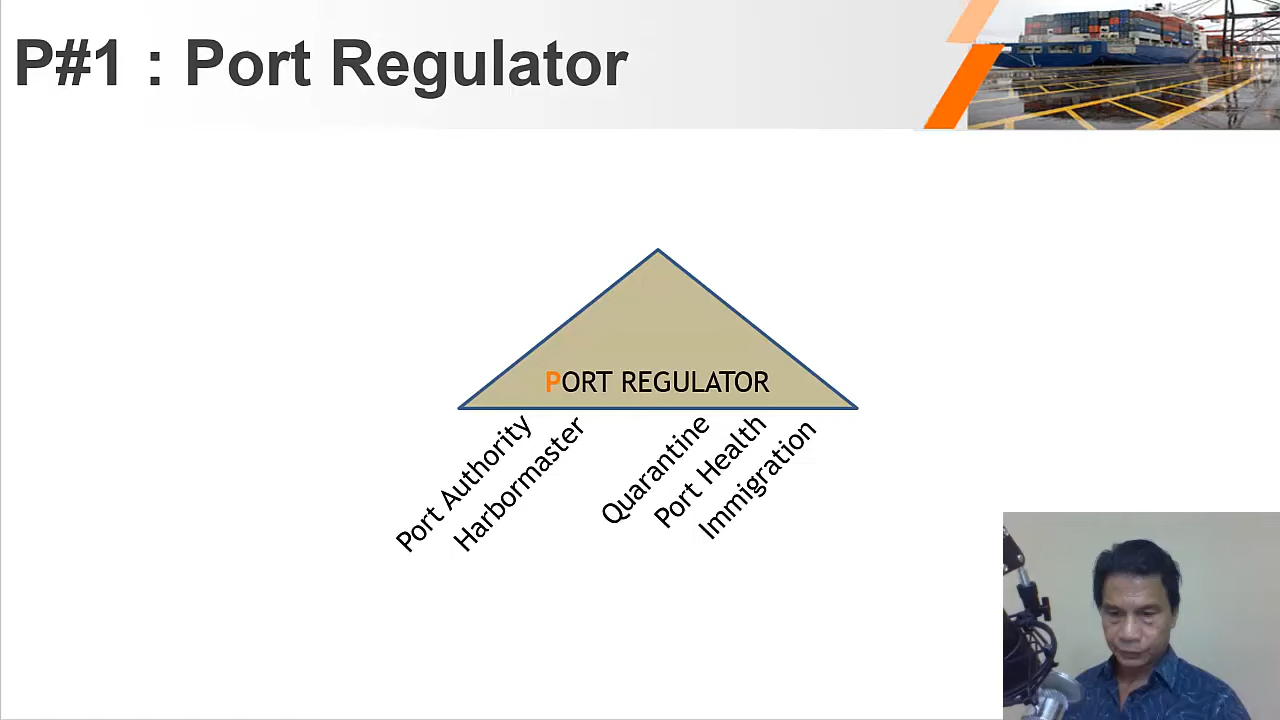 P#1 : Port Regulator
PORT REGULATOR
Port Authority
Harbormaster
Quarantine
Port Health
Immigration